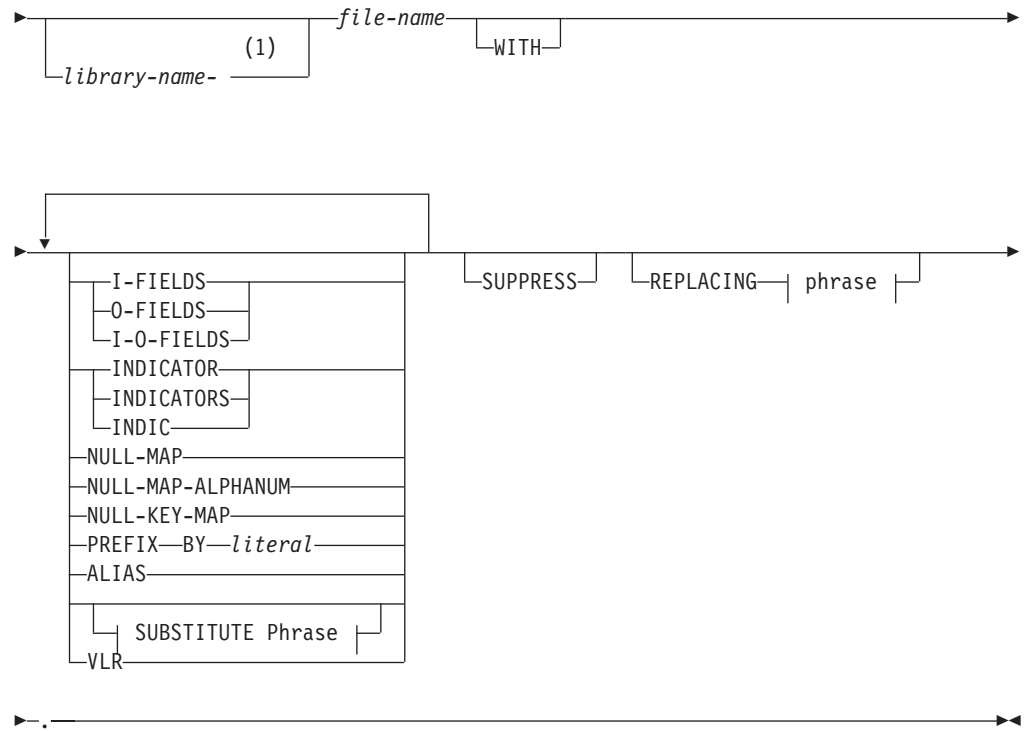 file-name
WITH
(1)
library-name-
I-FIELDS
O-FIELDS
I-O-FIELDS
SUPPRESS
REPLACING phrase
INDICATOR
INDICATORS
INDIC
NULL-MAP
NULL-MAP-ALPHANUM
NULL-KEY-MAP
PREFIX BY literal
ALIAS
SUBSTITUTE Phrase
VLR
.